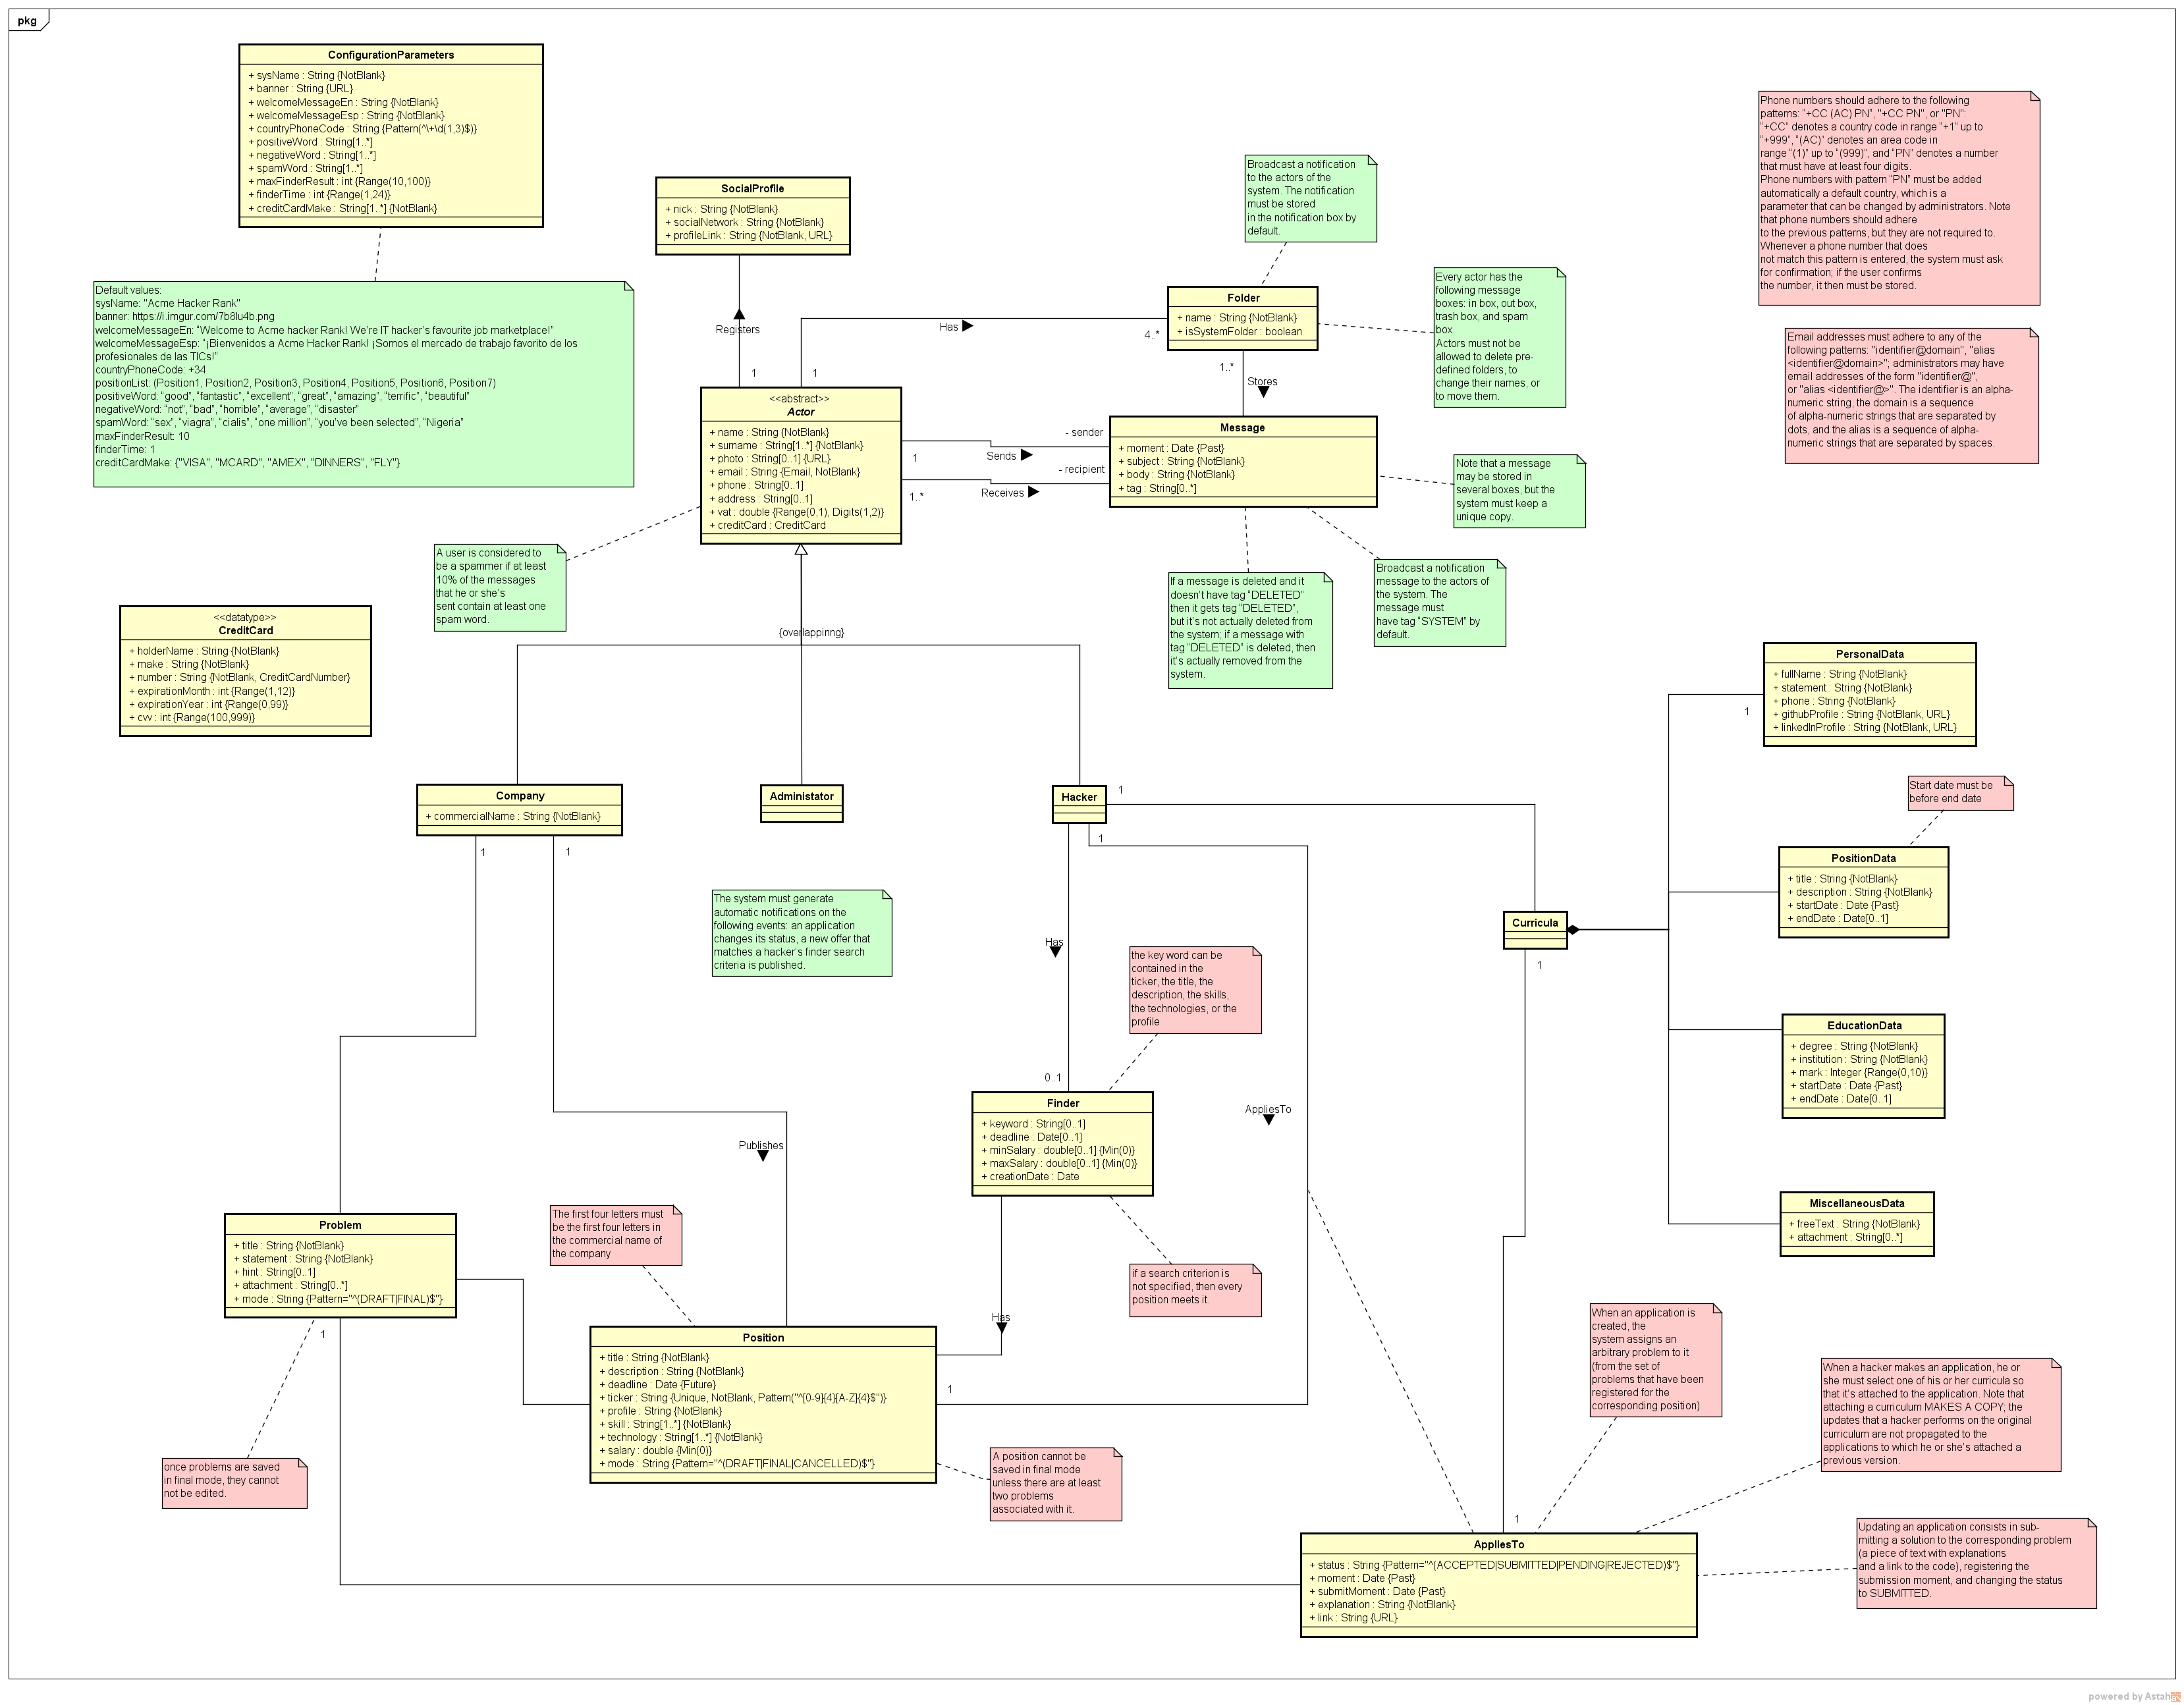 pkg
ConfigurationParameters
+ sysName : String {NotBlank}
+ banner : String {URL}
+ welcomeMessageEn : String {NotBlank}
+ welcomeMessageEsp : String {NotBlank}
+ countryPhoneCode : String {Pattern(^\+\d(1,3)$)}
+ positiveWord : String[1..*]
+ negativeWord : String[1..*]
+ spamWord : String[1..*]
+ maxFinderResult : int {Range(10,100)}
+ finderTime : int {Range(1,24)}
+ creditCardMake : String[1..*] {NotBlank}
Default values:
sysName: "Acme Hacker Rank"
banner: https://i.imgur.com/7b8lu4b.png
welcomeMessageEn: "Welcome to Acme hacker Rank! We're IT hacker's favourite job marketplace!"
welcomeMessageEsp: "¡Bienvenidos a Acme Hacker Rank! ¡Somos el mercado de trabajo favorito de los
profesionales de las TICs!"
countryPhoneCode: +34
positionList: (Position1, Position2, Position3, Position4, Position5, Position6, Position7)
positiveWord: "good", "fantastic", "excellent", "great", "amazing", "terrific", "beautiful"
negativeWord: "not", "bad", "horrible", "average", "disaster"
spamWord: "sex", "viagra", "cialis", "one million", "you've been selected", "Nigeria"
maxFinderResult: 10
finderTime: 1
creditCardMake: {"VISA", "MCARD", "AMEX", "DINNERS", "FLY"}
SocialProfile
+ nick : String {NotBlank}
+ socialNetwork : String {NotBlank}
+ profileLink : String {NotBlank, URL}
Registers
1
Has
1
4..*
Broadcast a notification
to the actors of the
system. The notification
must be stored
in the notification box by
default.
Folder
+ name : String {NotBlank}
+ isSystemFolder : boolean
Every actor has the
following message
boxes: in box, out box,
trash box, and spam
box.
Actors must not be
allowed to delete pre-
defined folders, to
change their names, or
to move them.
Phone numbers should adhere to the following
patterns: "+CC (AC) PN", "+CC PN", or "PN":
"+CC" denotes a country code in range "+1" up to
"+999", "(AC)" denotes an area code in
range "(1)" up to "(999)", and "PN" denotes a number
that must have at least four digits.
Phone numbers with pattern "PN" must be added
automatically a default country, which is a
parameter that can be changed by administrators. Note
that phone numbers should adhere
to the previous patterns, but they are not required to.
Whenever a phone number that does
not match this pattern is entered, the system must ask
for confirmation; if the user confirms
the number, it then must be stored.
Email addresses must adhere to any of the
following patterns: "identifier@domain", "alias
<identifier@domain>"; administrators may have
email addresses of the form "identifier@",
or "alias <identifier@>". The identifier is an alpha-
numeric string, the domain is a sequence
of alpha-numeric strings that are separated by
dots, and the alias is a sequence of alpha-
numeric strings that are separated by spaces.
1..*
Stores
<<abstract>>
Actor
+ name : String {NotBlank}
+ surname : String[1..*] {NotBlank}
+ photo : String[0..1] {URL}
+ email : String {Email, NotBlank}
+ phone : String[0..1]
+ address : String[0..1]
+ vat : double {Range(0,1), Digits(1,2)}
+ creditCard : CreditCard
- sender
1
Sends
- recipient
1..*
Receives
Message
+ moment : Date {Past}
+ subject : String {NotBlank}
+ body : String {NotBlank}
+ tag : String[0..*]
Note that a message
may be stored in
several boxes, but the
system must keep a
unique copy.
A user is considered to
be a spammer if at least
10% of the messages
that he or she's
sent contain at least one
spam word.
If a message is deleted and it
doesn't have tag "DELETED"
then it gets tag "DELETED",
but it's not actually deleted from
the system; if a message with
tag "DELETED" is deleted, then
it's actually removed from the
system.
Broadcast a notification
message to the actors of
the system. The
message must
have tag "SYSTEM" by
default.
{overlappinng}
<<datatype>>
CreditCard
+ holderName : String {NotBlank}
+ make : String {NotBlank}
+ number : String {NotBlank, CreditCardNumber}
+ expirationMonth : int {Range(1,12)}
+ expirationYear : int {Range(0,99)}
+ cvv : int {Range(100,999)}
PersonalData
+ fullName : String {NotBlank}
+ statement : String {NotBlank}
+ phone : String {NotBlank}
+ githubProfile : String {NotBlank, URL}
+ linkedInProfile : String {NotBlank, URL}
1
Company
+ commercialName : String {NotBlank}
1
1
Administator
Hacker
1
1
Start date must be
before end date
PositionData
+ title : String {NotBlank}
+ description : String {NotBlank}
+ startDate : Date {Past}
+ endDate : Date[0..1]
The system must generate
automatic notifications on the
following events: an application
changes its status, a new offer that
matches a hacker's finder search
criteria is published.
Curricula
1
Has
0..1
the key word can be
contained in the
ticker, the title, the
description, the skills,
the technologies, or the
profile
EducationData
+ degree : String {NotBlank}
+ institution : String {NotBlank}
+ mark : Integer {Range(0,10)}
+ startDate : Date {Past}
+ endDate : Date[0..1]
Finder
+ keyword : String[0..1]
+ deadline : Date[0..1]
+ minSalary : double[0..1] {Min(0)}
+ maxSalary : double[0..1] {Min(0)}
+ creationDate : Date
AppliesTo
Publishes
MiscellaneousData
+ freeText : String {NotBlank}
+ attachment : String[0..*]
Problem
+ title : String {NotBlank}
+ statement : String {NotBlank}
+ hint : String[0..1]
+ attachment : String[0..*]
+ mode : String {Pattern="^(DRAFT|FINAL)$"}
1
The first four letters must
be the first four letters in
the commercial name of
the company
if a search criterion is
not specified, then every
position meets it.
Has
Position
+ title : String {NotBlank}
+ description : String {NotBlank}
+ deadline : Date {Future}
+ ticker : String {Unique, NotBlank, Pattern("^[0-9]{4}[A-Z]{4}$")}
+ profile : String {NotBlank}
+ skill : String[1..*] {NotBlank}
+ technology : String[1..*] {NotBlank}
+ salary : double {Min(0)}
+ mode : String {Pattern="^(DRAFT|FINAL|CANCELLED)$"}
1
When an application is
created, the
system assigns an
arbitrary problem to it
(from the set of
problems that have been
registered for the
corresponding position)
When a hacker makes an application, he or
she must select one of his or her curricula so
that it's attached to the application. Note that
attaching a curriculum MAKES A COPY; the
updates that a hacker performs on the original
curriculum are not propagated to the
applications to which he or she's attached a
previous version.
once problems are saved
in final mode, they cannot
not be edited.
A position cannot be
saved in final mode
unless there are at least
two problems
associated with it.
1
AppliesTo
+ status : String {Pattern="^(ACCEPTED|SUBMITTED|PENDING|REJECTED)$"}
+ moment : Date {Past}
+ submitMoment : Date {Past}
+ explanation : String {NotBlank}
+ link : String {URL}
Updating an application consists in sub-
mitting a solution to the corresponding problem
(a piece of text with explanations
and a link to the code), registering the
submission moment, and changing the status
to SUBMITTED.
powered by Astah